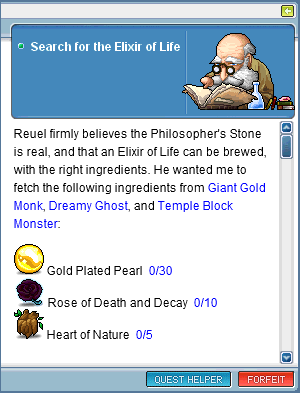 Search for the Elixir of Life
Reuel firmly believes the Philosopher's Stone
is real, and that an Elixir of Life can be brewed,
with the right ingredients. He wanted me to
fetch the following ingredients from Giant Gold
Monk, Dreamy Ghost, and Temple Block
Monster:
Gold Plated Pearl 0/30
Rose of Death and Decay 0/10
Heart of Nature 0/5
QUEST HELPER FORFEIT